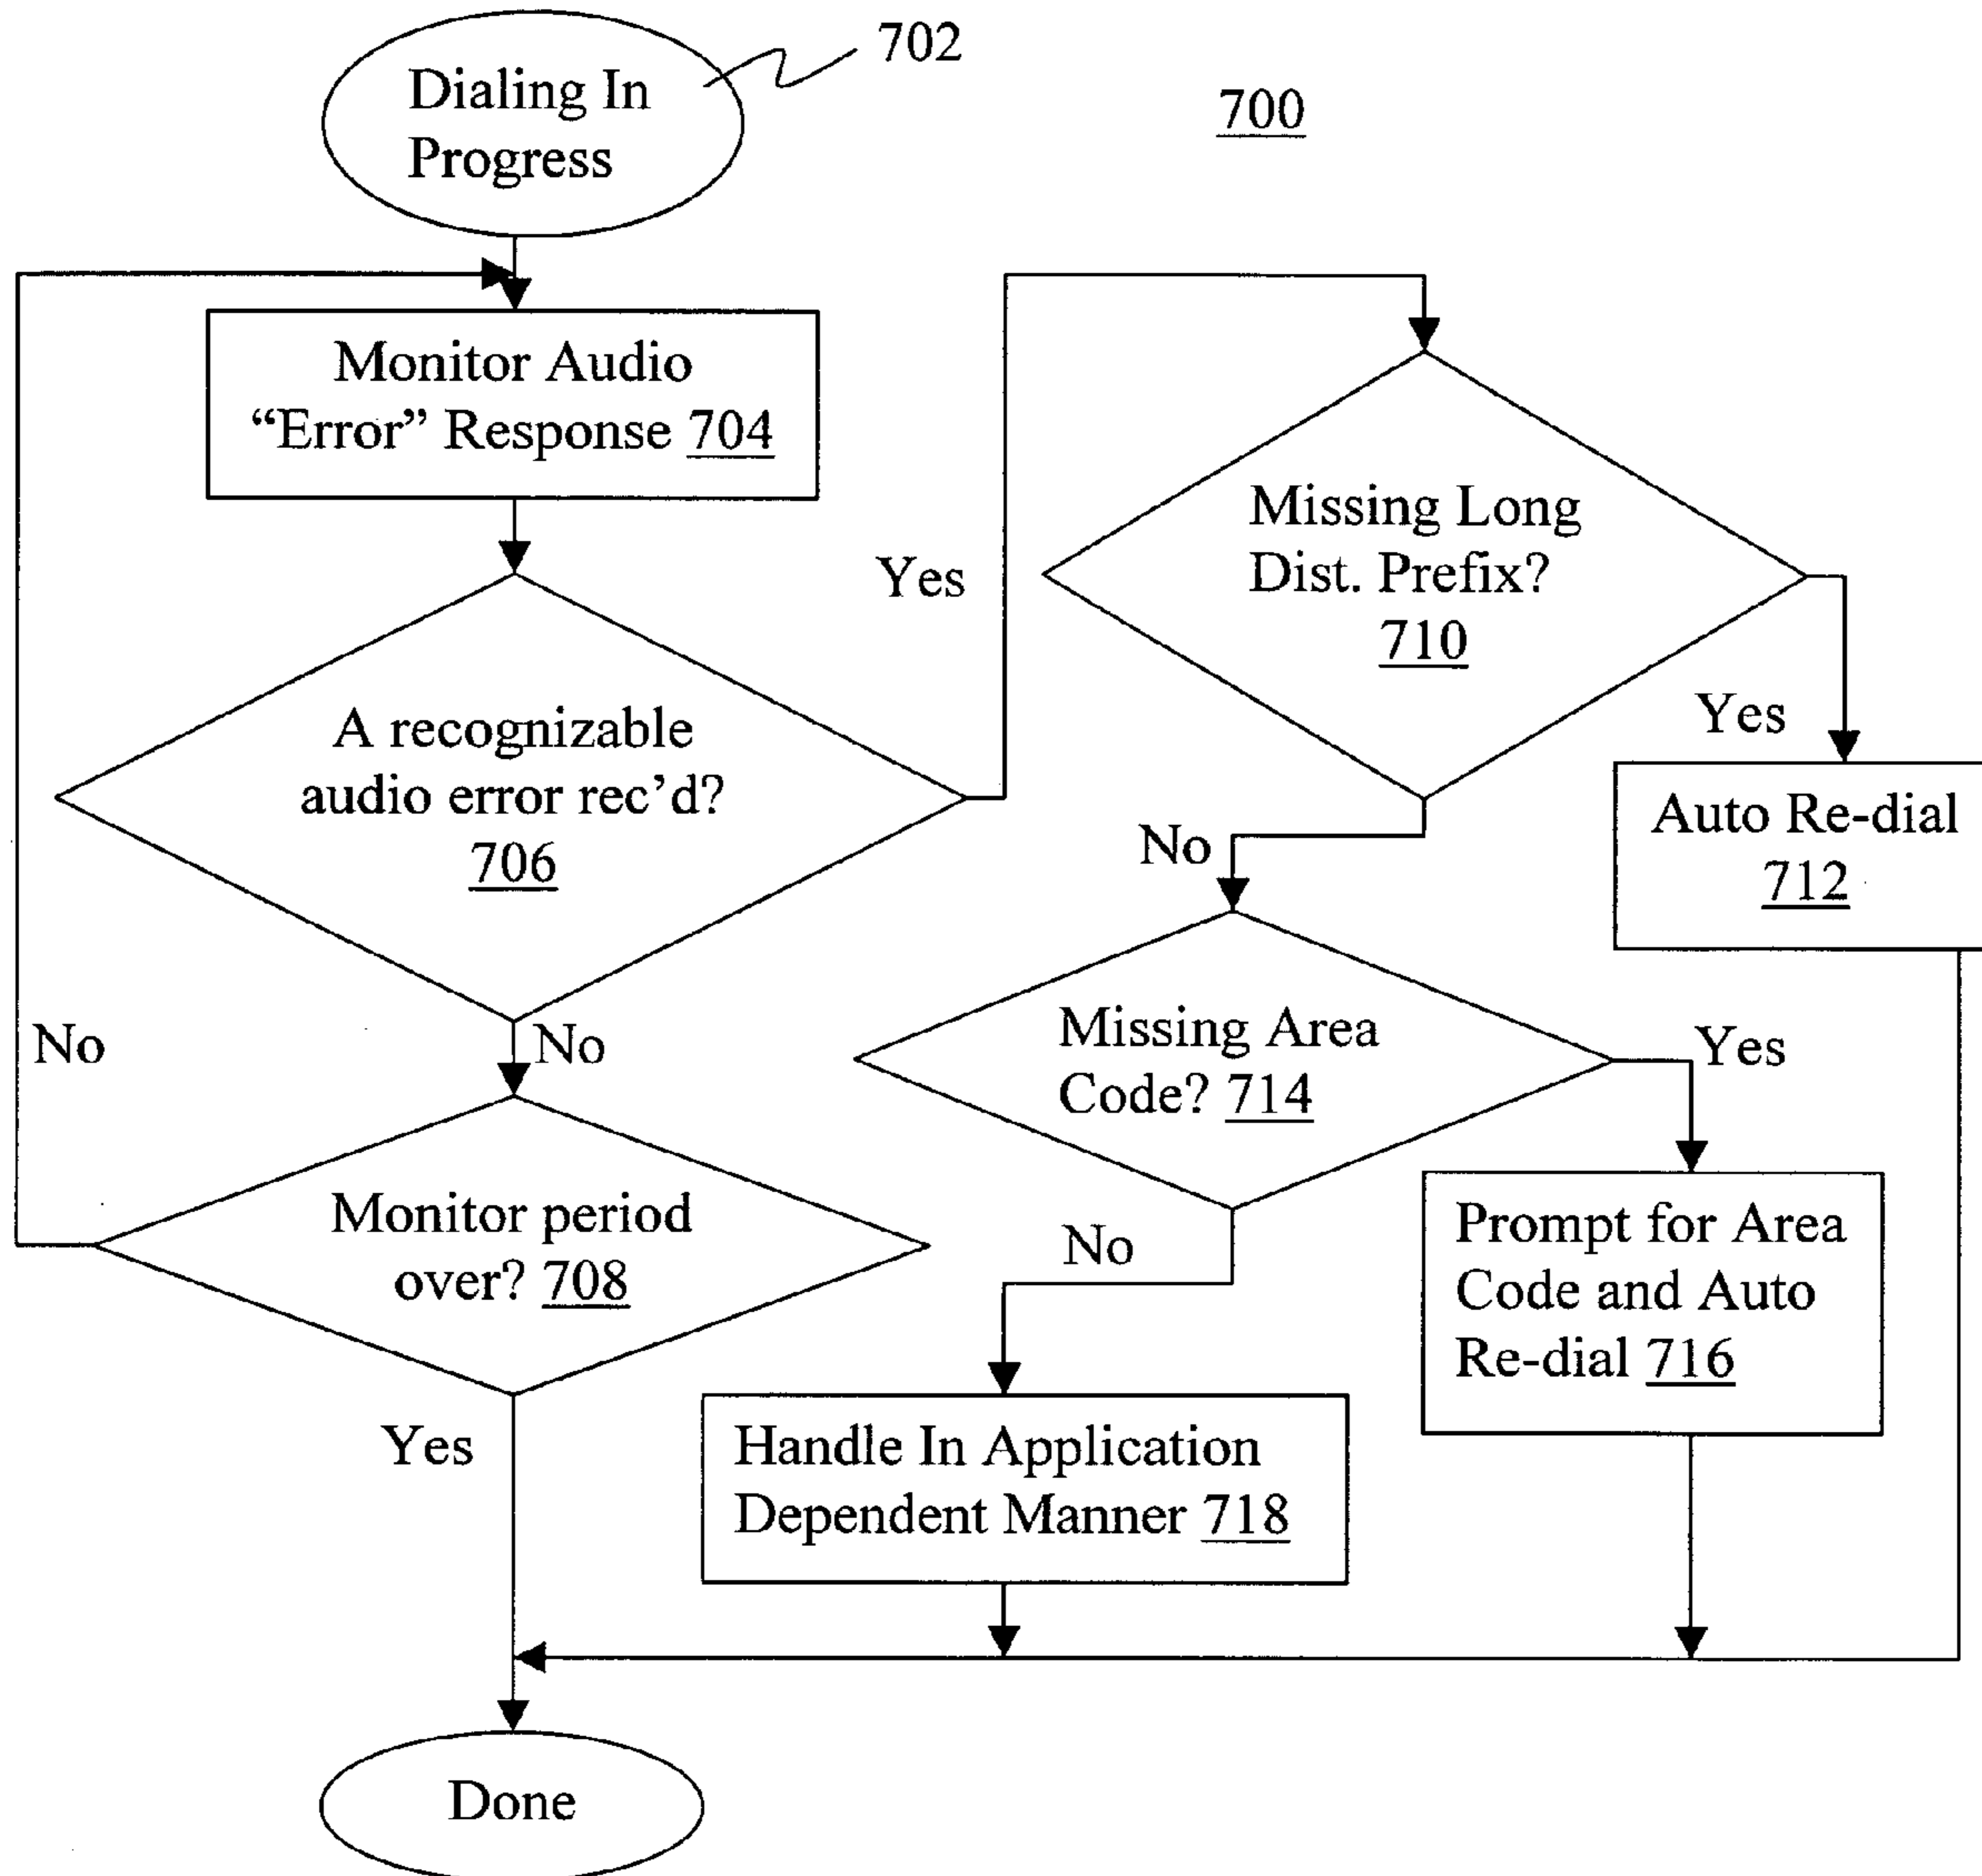 Dialing In
Progress
702
700
Monitor Audio
“Error” Response 704
A recognizable
audio error rec’d?
706
Yes
No
No
Monitor period
over? 708
Yes
Missing Long
Dist. Prefix?
710
Yes
Auto Re-dial
712
No
Missing Area
Code? 714
Yes
Prompt for Area
Code and Auto
Re-dial 716
No
Handle In Application
Dependent Manner 718
Done